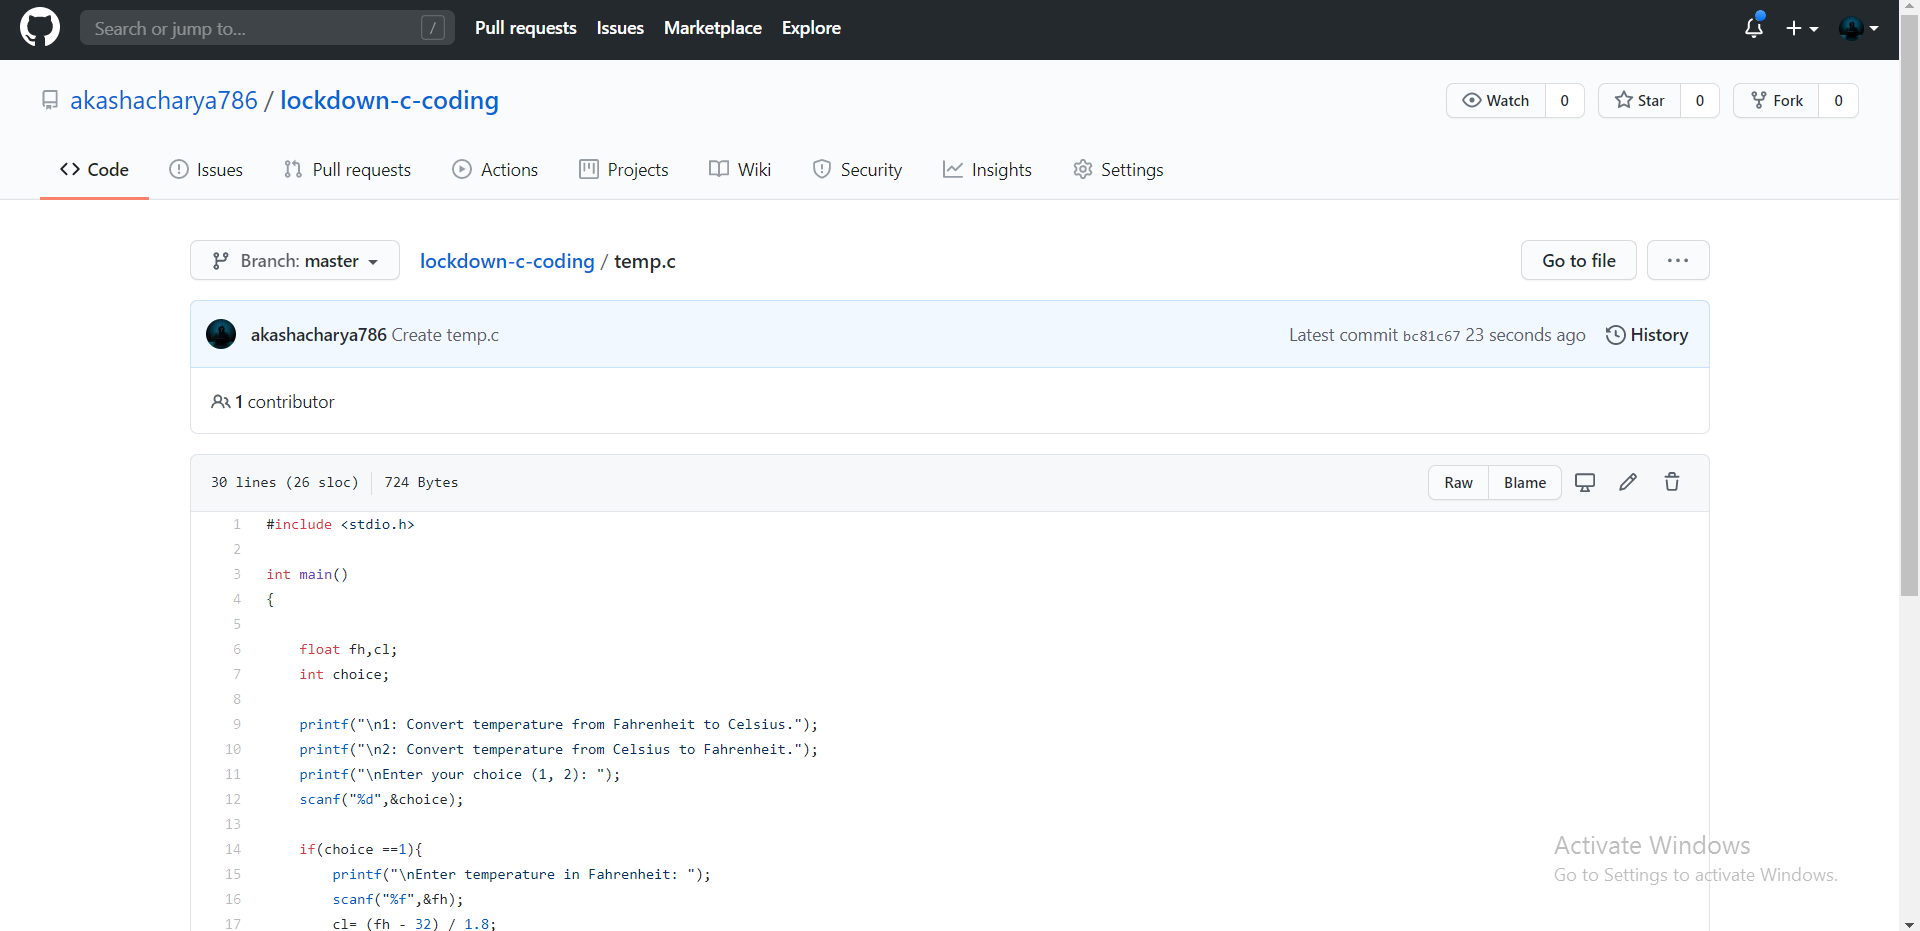 Search or jump to... /
Pull requests Issues Marketplace Explore
akashacharya786 / lockdown-c-coding
Watch 0 Star 0 Fork 0
Code Issues Pull requests Actions Projects Wiki Security Insights Settings
Branch: master lockdown-c-coding / temp.c
Go to file ...
akashacharya786 Create temp.c
Latest commit bc81c67 23 seconds ago History
1 contributor
30 lines (26 sloc) 724 Bytes
Raw Blame
1 #include <stdio.h>
2
3 int main()
4 {
5
6 float fh,cl;
7 int choice;
8
9 printf("\n1: Convert temperature from Fahrenheit to Celsius.");
10 printf("\n2: Convert temperature from Celsius to Fahrenheit.");
11 printf("\nEnter your choice (1, 2): ");
12 scanf("%d",&choice);
13
14 if(choice ==1){
15 printf("\nEnter temperature in Fahrenheit: ");
16 scanf("%f",&fh);
17 cl= (fh - 32) / 1.8;
Activate Windows
Go to Settings to activate Windows.